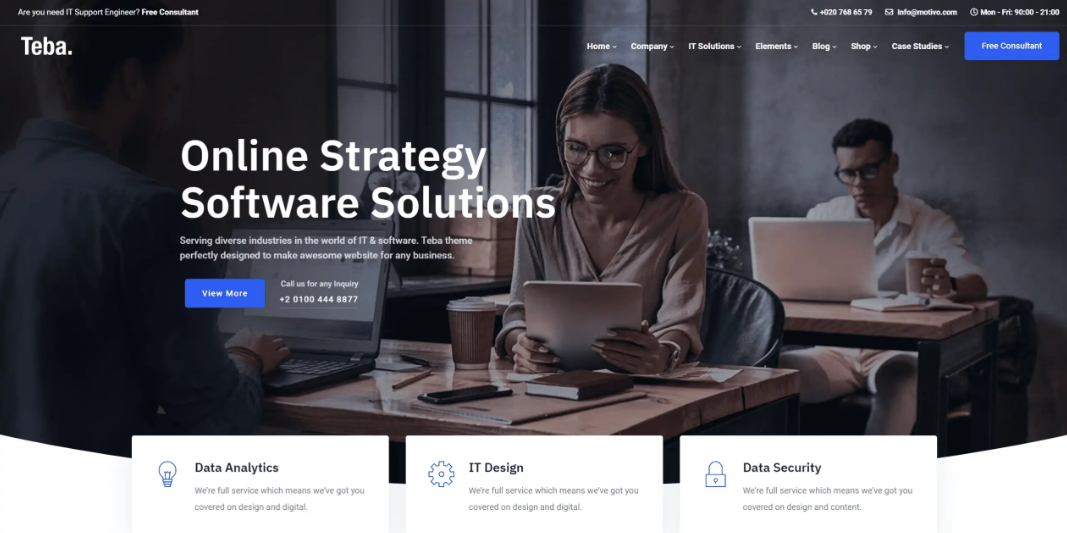 Are you need IT Support Engineer? Free Consultant
+020 768 65 79
Info@motivo.com
Mon - Fri: 90:00 - 21:00
Teba.
Home
Company
IT Solutions
Elements
Blog
Shop
Case Studies
Free Consultant
Online Strategy
Software Solutions
Serving diverse industries in the world of IT & software. Teba theme
perfectly designed to make awesome website for any business.
View More
Call us for any Inquiry
+2 0100 444 8877
Data Analytics
We're full service which means we've got you
covered on design and digital.
IT Design
We're full service which means we've got you
covered on design and digital.
Data Security
We're full service which means we've got you
covered on design and content.